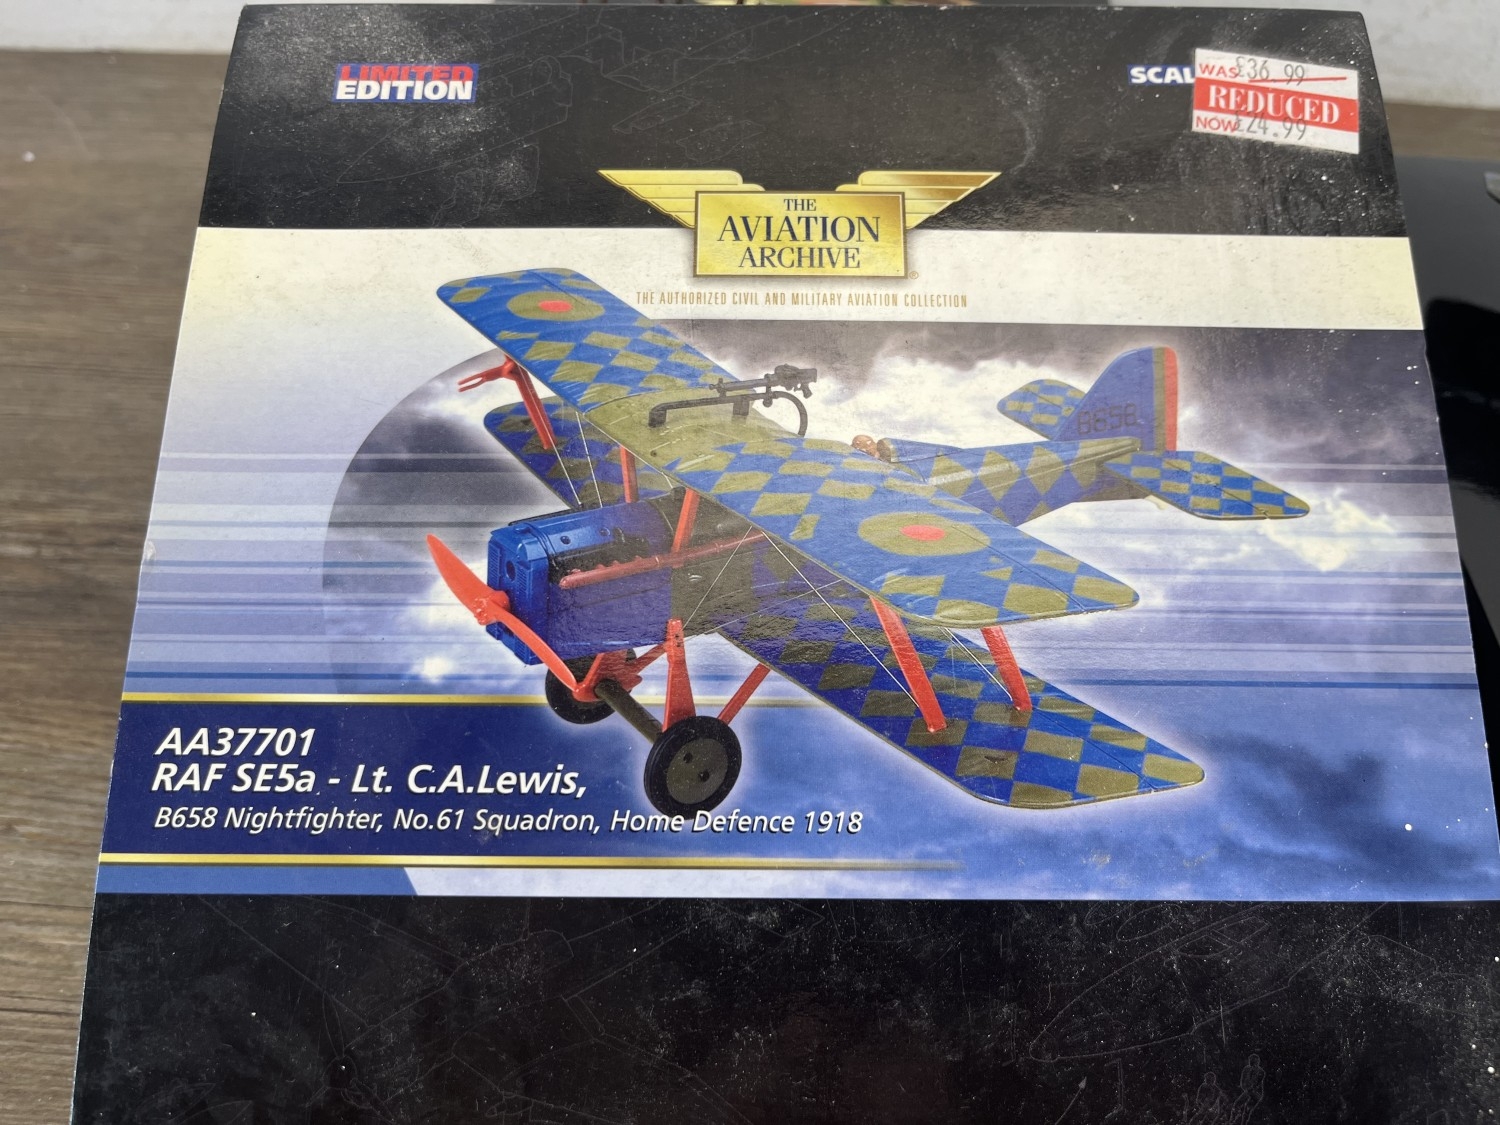 LIMITED
EDITION
WAS £36.99
REDUCED
NOW £24.99
THE
AVIATION
ARCHIVE
THE AUTHORIZED CIVIL AND MILITARY AVIATION COLLECTION
B658
AA37701
RAF SE5a - Lt. C.A.Lewis,
B658 Nightfighter, No.61 Squadron, Home Defence 1918